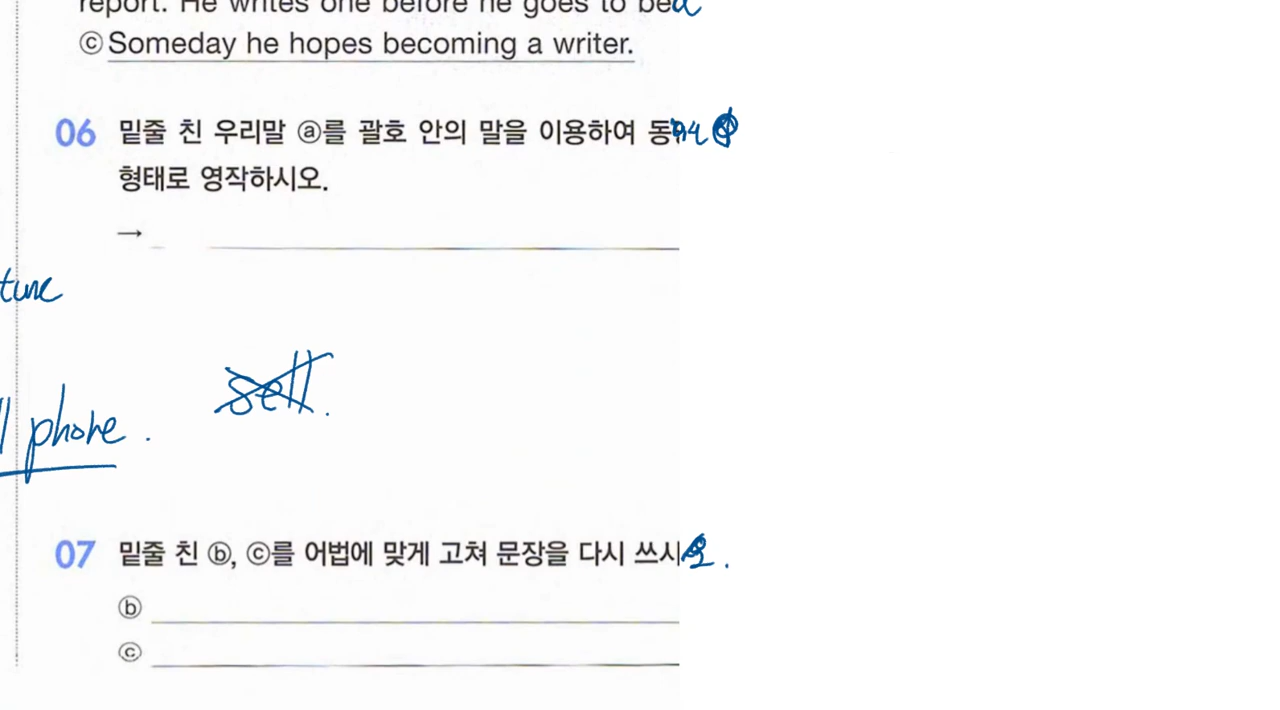 report. He writes one before he goes to bed
ⓒ Someday he hopes becoming a writer.
06 밑줄 친 우리말 ⓐ를 괄호 안의 말을 이용하여 동명사
형태로 영작하시오.
→
ture
sell.
ll phone.
07 밑줄 친 ⓑ, ⓒ를 어법에 맞게 고쳐 문장을 다시 쓰시오.
ⓑ
ⓒ